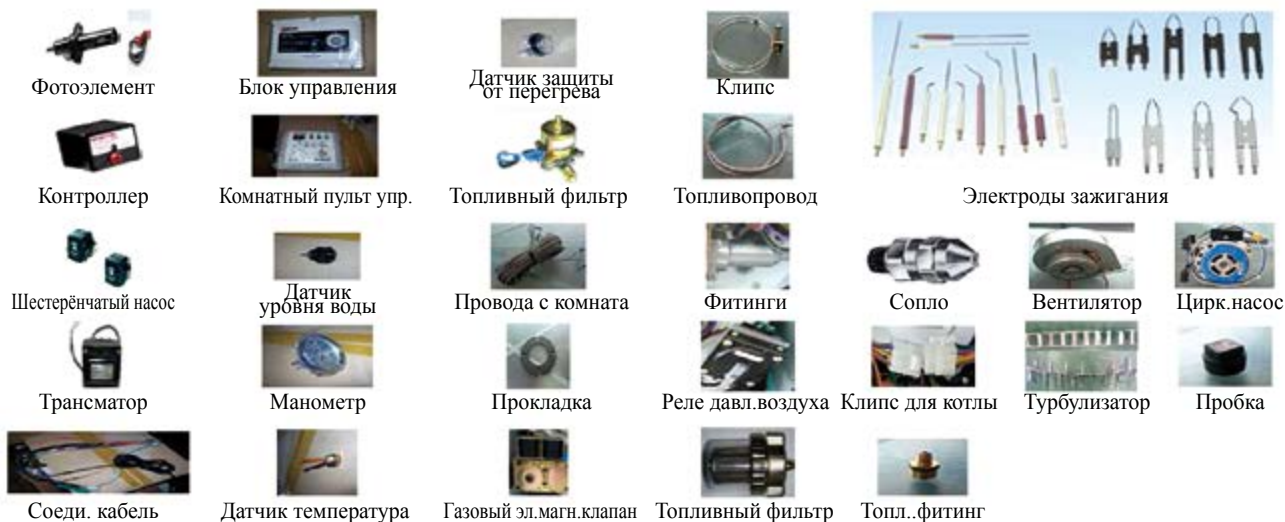 Фотоэлемент
Блок управления
Датчик защиты
от перегрева
Клипс
Контроллер
Комнатный пульт упр.
Топливный фильтр
Топливопровод
Электроды зажигания
Шестерёнчатый насос
Датчик
уровня воды
Провода с комната
Фитинги
Сопло
Вентилятор
Цирк.насос
Трансматор
Манометр
Прокладка
Реле давл.воздуха
Клипс для котлы
Турбулизатор
Пробка
Соеди. кабель
Датчик температура
Газовый эл.магн.клапан
Топливный фильтр
Топл..фитинг